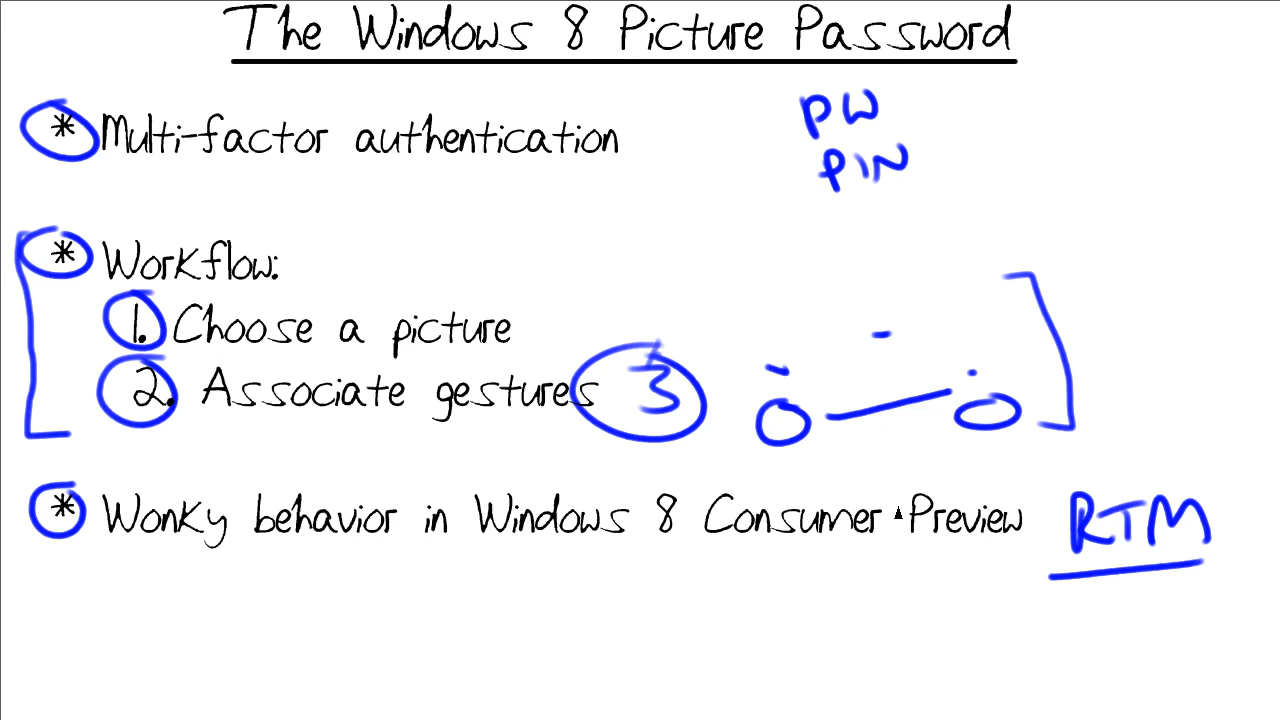 The Windows 8 Picture Password
* Multi-factor authentication
PW
PIN
* Workflow:
1. Choose a picture
2. Associate gestures 3
* Wonky behavior in Windows 8 Consumer Preview RTM